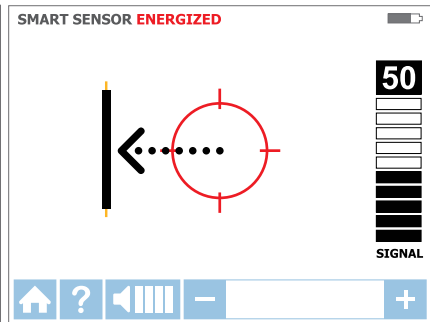 SMART SENSOR ENERGIZED
50
SIGNAL
?
− +